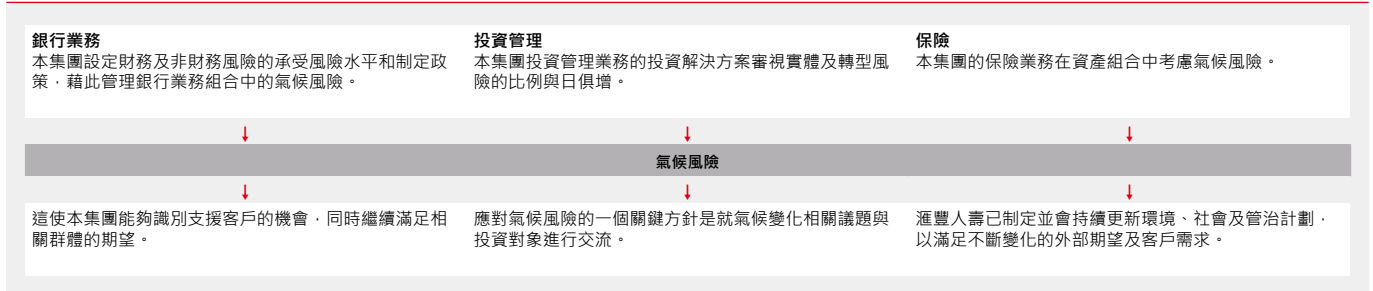 銀行業務
本集團設定財務及非財務風險的承受風險水平和制定政
策，藉此管理銀行業務組合中的氣候風險。
投資管理
本集團投資管理業務的投資解決方案審視實體及轉型風
險的比例與日俱增。
保險
本集團的保險業務在資產組合中考慮氣候風險。
氣候風險
這使本集團能夠識別支援客戶的機會，同時繼續滿足相
關群體的期望。
應對氣候風險的一個關鍵方針是就氣候變化相關議題與
投資對象進行交流。
滙豐人壽已制定並會持續更新環境、社會及管治計劃，
以滿足不斷變化的外部期望及客戶需求。